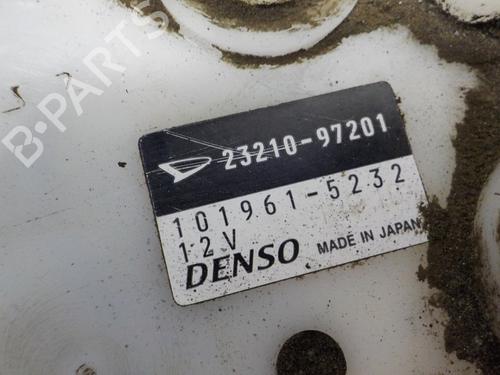 B-PARTS
23210-97201
101961-5232
12V
DENSO MADE IN JAPAN